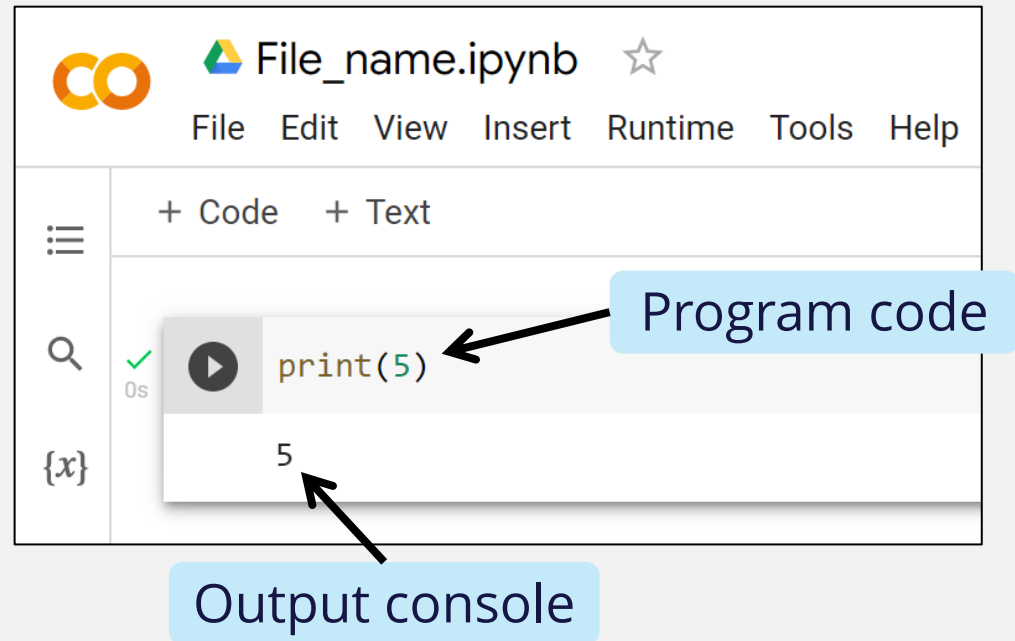 File_name.ipynb
File Edit View Insert Runtime Tools Help
+ Code + Text
Program code
print(5)
0s
5
{x}
Output console